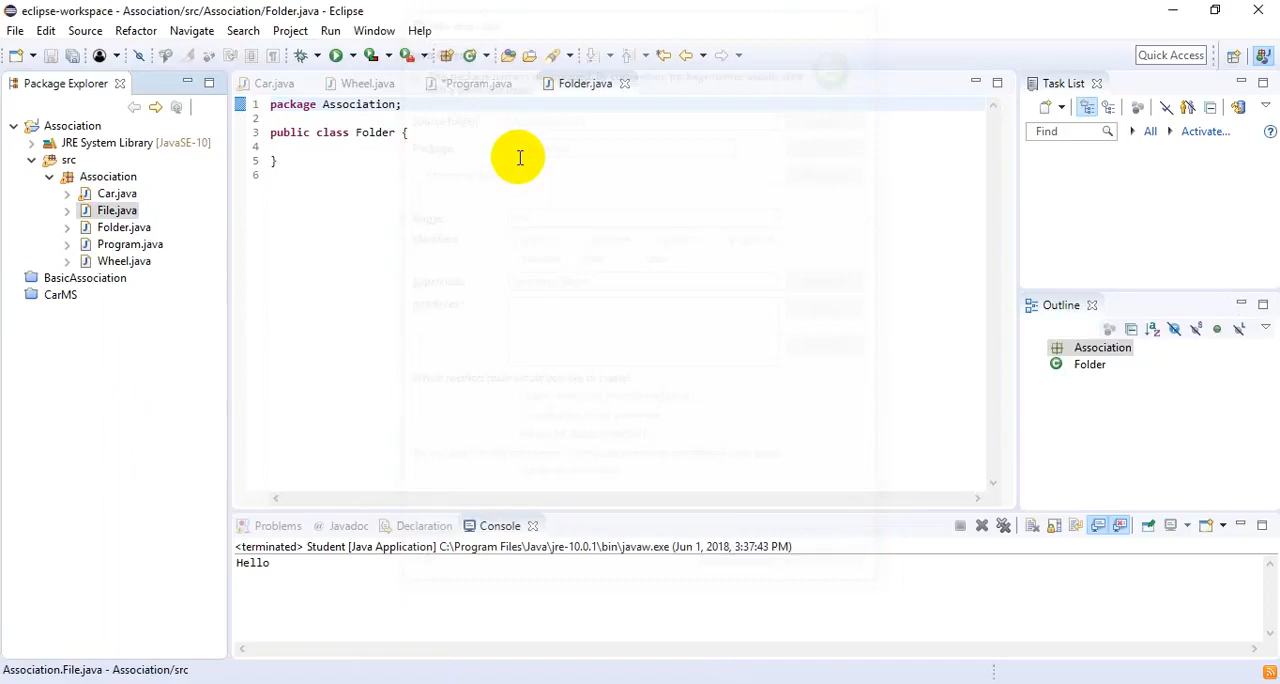 eclipse-workspace - Association/src/Association/Folder.java - Eclipse
File Edit Source Refactor Navigate Search Project Run Window Help
Quick Access
Package Explorer
Car.java
Wheel.java
*Program.java
Folder.java
Task List
Association
JRE System Library [JavaSE-10]
src
Association
Car.java
File.java
Folder.java
Program.java
Wheel.java
BasicAssociation
CarMS
1 package Association;
2
3 public class Folder {
4
5 }
6
Find
All
Activate...
Outline
Association
Folder
Problems
@ Javadoc
Declaration
Console
<terminated> Student [Java Application] C:\Program Files\Java\jre-10.0.1\bin\javaw.exe (Jun 1, 2018, 3:37:43 PM)
Hello
Association.File.java - Association/src